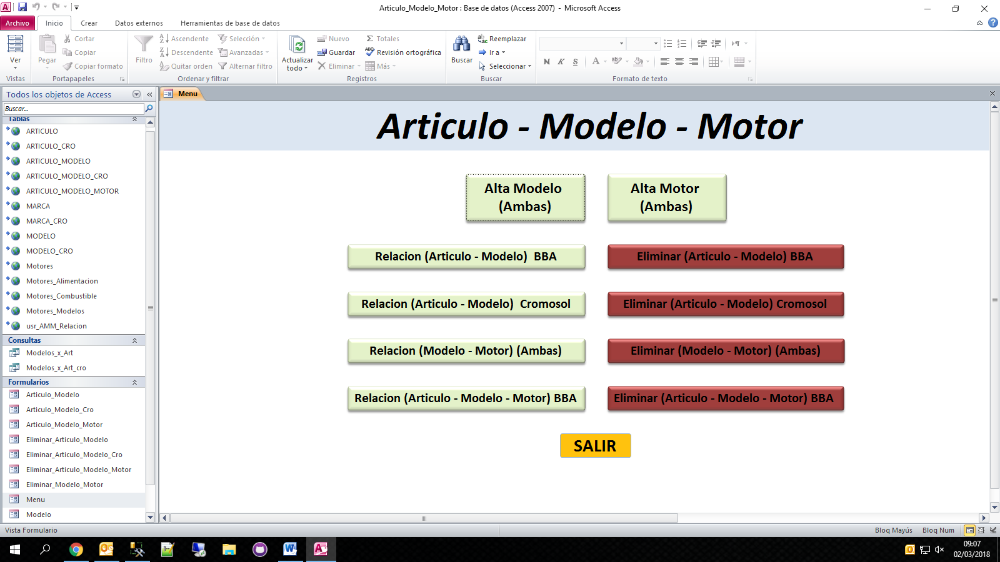 Articulo_Modelo_Motor : Base de datos (Access 2007) - Microsoft Access
Archivo Inicio Crear Datos externos Herramientas de base de datos
Ver
Vistas
Pegar
Cortar
Copiar
Copiar formato
Portapapeles
Filtro
Ascendente
Descendente
Quitar orden
Selección
Avanzadas
Alternar filtro
Ordenar y filtrar
Actualizar
todo
Nuevo
Guardar
Eliminar
Totales
Revisión ortográfica
Más
Registros
Buscar
Reemplazar
Ir a
Seleccionar
Buscar
N K S
Formato de texto
Todos los objetos de Access
Buscar...
Tablas
ARTICULO
ARTICULO_CRO
ARTICULO_MODELO
ARTICULO_MODELO_CRO
ARTICULO_MODELO_MOTOR
MARCA
MARCA_CRO
MODELO
MODELO_CRO
Motores
Motores_Alimentacion
Motores_Combustible
Motores_Modelos
usr_AMM_Relacion
Consultas
Modelos_x_Art
Modelos_x_Art_cro
Formularios
Articulo_Modelo
Articulo_Modelo_Cro
Articulo_Modelo_Motor
Eliminar_Articulo_Modelo
Eliminar_Articulo_Modelo_Cro
Eliminar_Articulo_Modelo_Motor
Eliminar_Modelo_Motor
Menu
Modelo
Menu
Articulo - Modelo - Motor
Alta Modelo
(Ambas)
Alta Motor
(Ambas)
Relacion (Articulo - Modelo) BBA
Eliminar (Articulo - Modelo) BBA
Relacion (Articulo - Modelo) Cromosol
Eliminar (Articulo - Modelo) Cromosol
Relacion (Modelo - Motor) (Ambas)
Eliminar (Modelo - Motor) (Ambas)
Relacion (Articulo - Modelo - Motor) BBA
Eliminar (Articulo - Modelo - Motor) BBA
SALIR
Vista Formulario
Bloq Mayús Bloq Num
09:07
02/03/2018